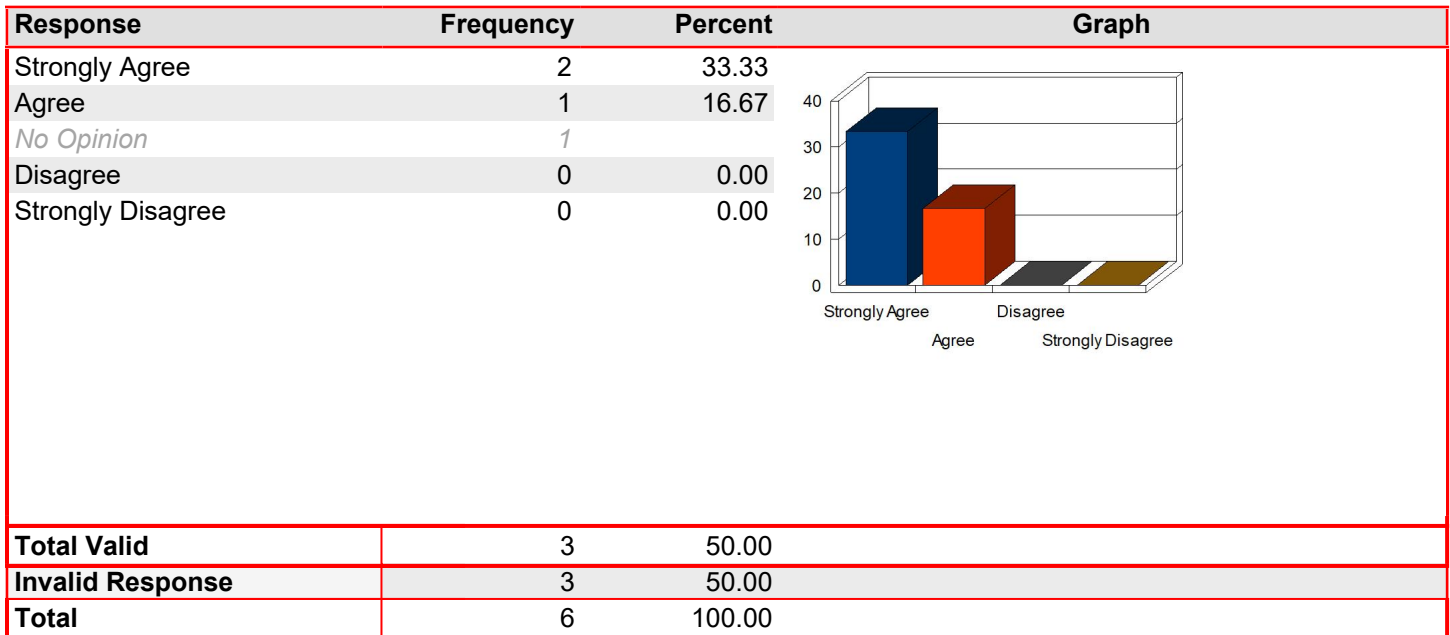 Response Frequency Percent Graph
Strongly Agree 2 33.33
Agree 1 16.67
No Opinion 1
Disagree 0 0.00
Strongly Disagree 0 0.00
40
30
20
10
0
Strongly Agree Disagree
Agree Strongly Disagree
Total Valid 3 50.00
Invalid Response 3 50.00
Total 6 100.00